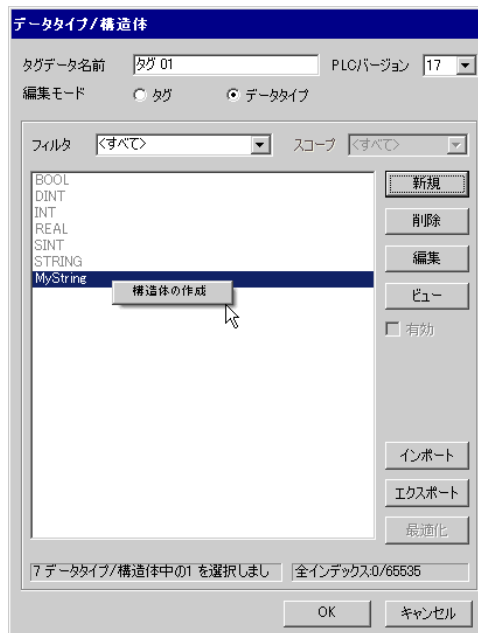 データタイプ/構造体
タグデータ名前 タグ 01 PLCバージョン 17
編集モード タグ データタイプ
フィルタ <すべて> スコープ <すべて>
BOOL 新規
DINT
INT 削除
REAL
SINT 編集
STRING
MyString ビュー
構造体の作成
有効
インポート
エクスポート
最適化
7 データタイプ/構造体中の1 を選択しまし 全インデックス:0/65535
OK キャンセル